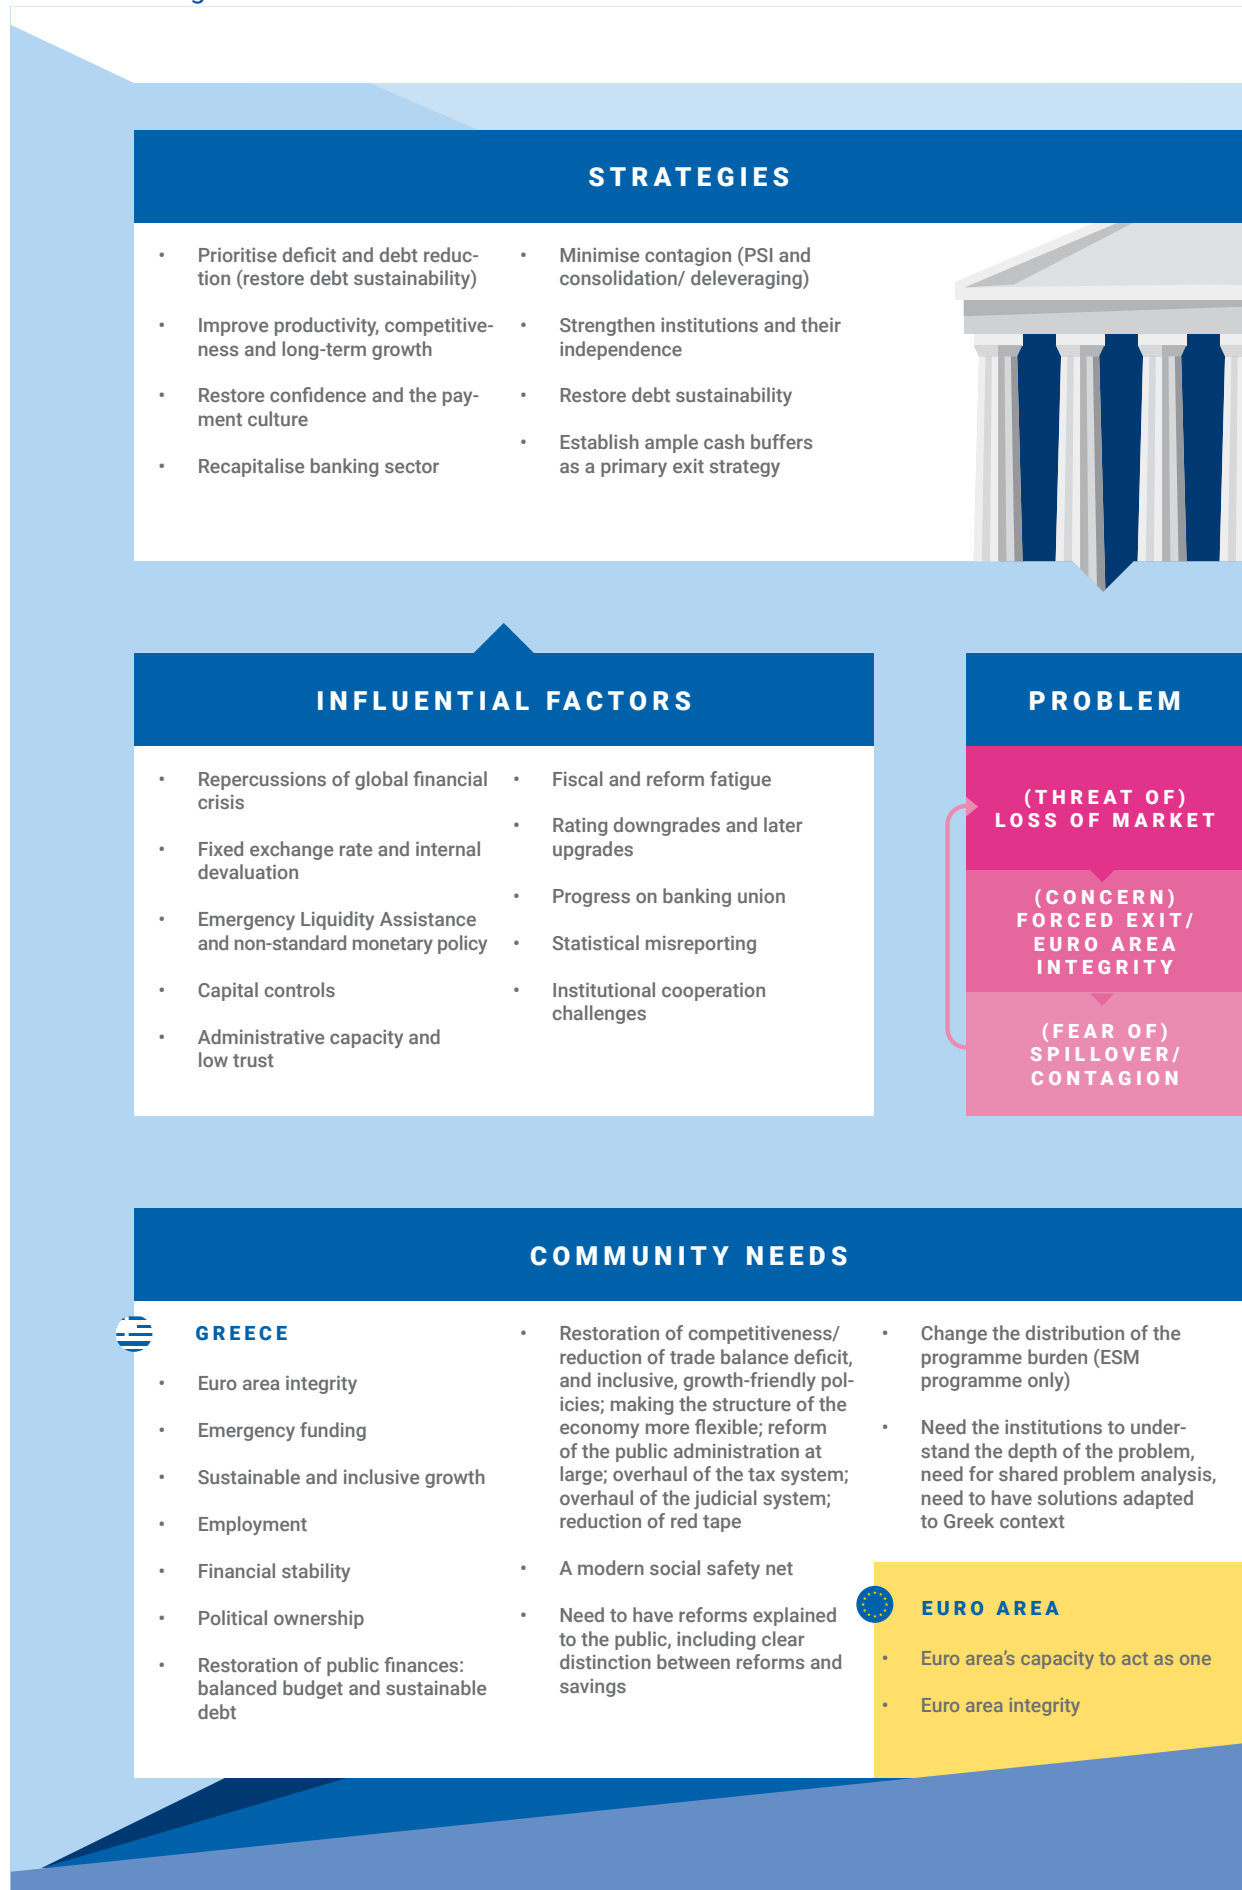 STRATEGIES
• Prioritise deficit and debt reduc-
tion (restore debt sustainability)
• Improve productivity, competitive-
ness and long-term growth
• Restore confidence and the pay-
ment culture
• Recapitalise banking sector
• Minimise contagion (PSI and
consolidation/ deleveraging)
• Strengthen institutions and their
independence
• Restore debt sustainability
• Establish ample cash buffers
as a primary exit strategy
INFLUENTIAL FACTORS
• Repercussions of global financial
crisis
• Fixed exchange rate and internal
devaluation
• Emergency Liquidity Assistance
and non-standard monetary policy
• Capital controls
• Administrative capacity and
low trust
• Fiscal and reform fatigue
• Rating downgrades and later
upgrades
• Progress on banking union
• Statistical misreporting
• Institutional cooperation
challenges
PROBLEM
(THREAT OF)
LOSS OF MARKET
(CONCERN)
FORCED EXIT/
EURO AREA
INTEGRITY
(FEAR OF)
SPILLOVER/
CONTAGION
COMMUNITY NEEDS
GREECE
• Euro area integrity
• Emergency funding
• Sustainable and inclusive growth
• Employment
• Financial stability
• Political ownership
• Restoration of public finances:
balanced budget and sustainable
debt
• Restoration of competitiveness/
reduction of trade balance deficit,
and inclusive, growth-friendly pol-
icies; making the structure of the
economy more flexible; reform
of the public administration at
large; overhaul of the tax system;
overhaul of the judicial system;
reduction of red tape
• A modern social safety net
• Need to have reforms explained
to the public, including clear
distinction between reforms and
savings
• Change the distribution of the
programme burden (ESM
programme only)
• Need the institutions to under-
stand the depth of the problem,
need for shared problem analysis,
need to have solutions adapted
to Greek context
EURO AREA
• Euro area's capacity to act as one
• Euro area integrity